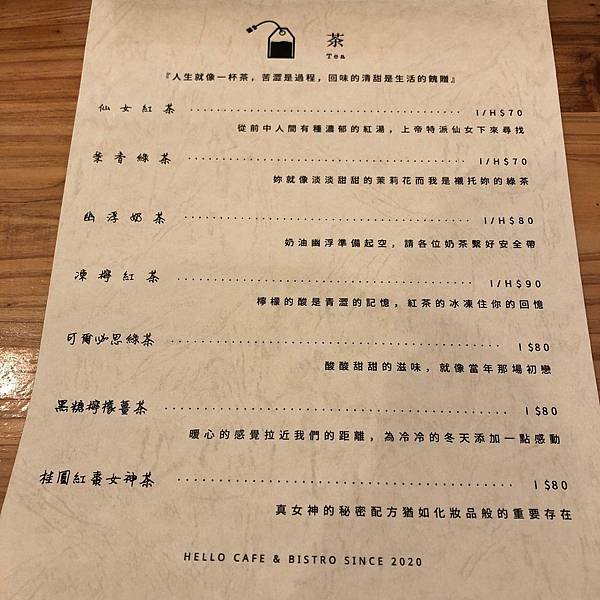 茶
Tea
『人生就像一杯茶，苦澀是過程，回味的清甜是生活的餽贈』
仙女紅茶 I/H$70
從前中人間有種濃郁的紅湯，上帝特派仙女下來尋找
茉香綠茶 I/H$70
妳就像淡淡甜甜的茉莉花而我是襯托妳的綠茶
幽浮奶茶 I/H$80
奶油幽浮準備起空，請各位奶茶繫好安全帶
凍檸紅茶 I/H$90
檸檬的酸是青澀的記憶，紅茶的冰凍住你的回憶
可爾必思綠茶 I $80
酸酸甜甜的滋味，就像當年那場初戀
黑糖檸檬薑茶 I $80
暖心的感覺拉近我們的距離，為冷冷的冬天添加一點感動
桂圓紅棗女神茶 I $80
真女神的秘密配方猶如化妝品般的重要存在
HELLO CAFE & BISTRO SINCE 2020